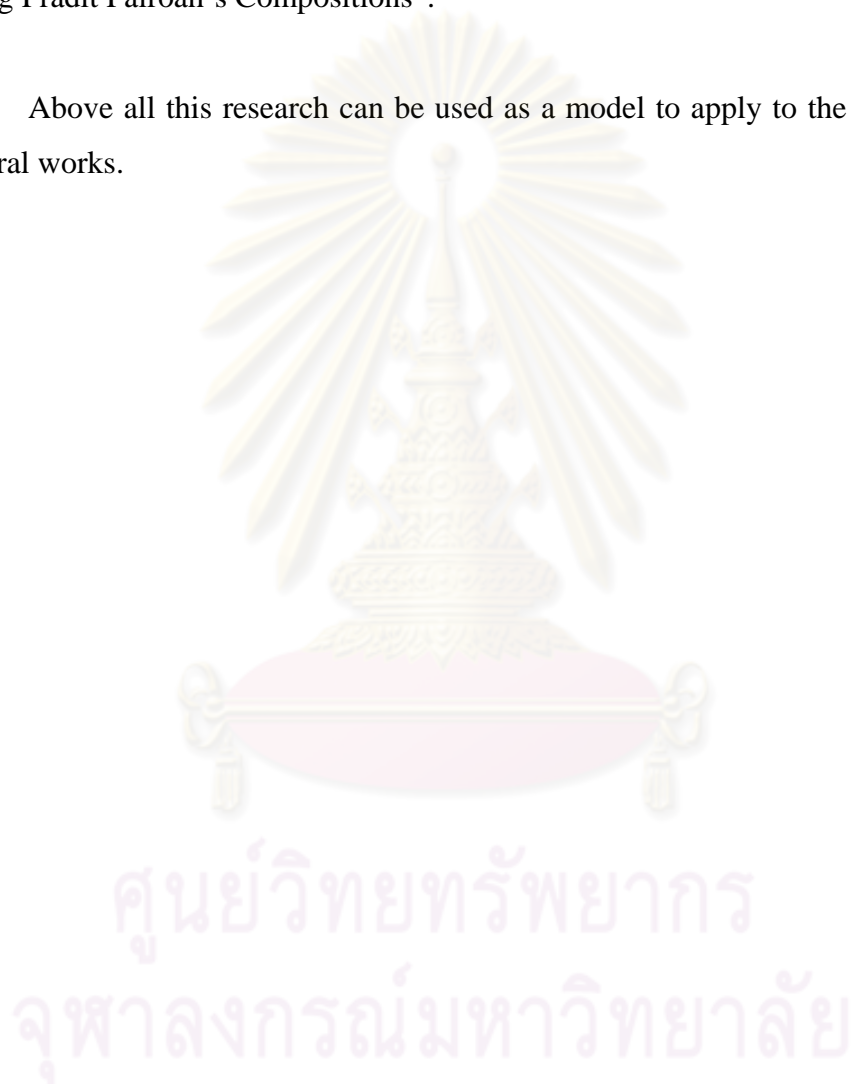 g Pradit Pairoah's Compositions".
Above all this research can be used as a model to apply to the
ral works.
ศูนย์วิทยทรัพยากร
จุฬาลงกรณ์มหาวิทยาลัย